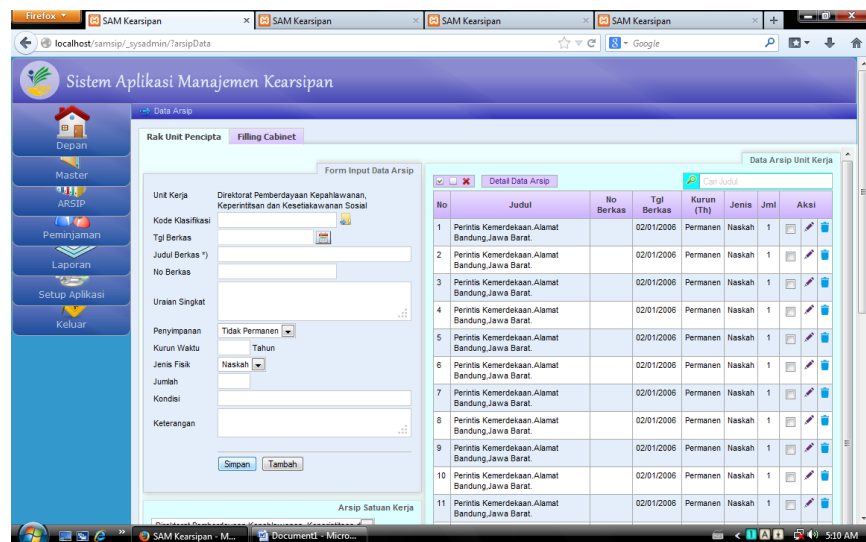 Firefox
SAM Kearsipan
SAM Kearsipan
SAM Kearsipan
SAM Kearsipan
localhost/samsip/_sysadmin/?arsipData
Google
Sistem Aplikasi Manajemen Kearsipan
Depan
Master
ARSIP
Peminjaman
Laporan
Setup Aplikasi
Keluar
Data Arsip
Rak Unit Pencipta
Filling Cabinet
Form Input Data Arsip
Unit Kerja Direktorat Pemberdayaan Kepahlawanan,
Keperintitsan dan Kesetiakawanan Sosial
Kode Klasifikasi
Tgl Berkas
Judul Berkas *)
No Berkas
Uraian Singkat
Penyimpanan Tidak Permanen
Kurun Waktu Tahun
Jenis Fisik Naskah
Jumlah
Kondisi
Keterangan
Simpan Tambah
Arsip Satuan Kerja
Data Arsip Unit Kerja
Detail Data Arsip
Cari Judul
No Judul No Berkas Tgl Berkas Kurun (Th) Jenis Jml Aksi
1 Perintis Kemerdekaan.Alamat 02/01/2006 Permanen Naskah 1
Bandung,Jawa Barat.
2 Perintis Kemerdekaan.Alamat 02/01/2006 Permanen Naskah 1
Bandung,Jawa Barat.
3 Perintis Kemerdekaan.Alamat 02/01/2006 Permanen Naskah 1
Bandung,Jawa Barat.
4 Perintis Kemerdekaan.Alamat 02/01/2006 Permanen Naskah 1
Bandung,Jawa Barat.
5 Perintis Kemerdekaan.Alamat 02/01/2006 Permanen Naskah 1
Bandung,Jawa Barat.
6 Perintis Kemerdekaan.Alamat 02/01/2006 Permanen Naskah 1
Bandung,Jawa Barat.
7 Perintis Kemerdekaan.Alamat 02/01/2006 Permanen Naskah 1
Bandung,Jawa Barat.
8 Perintis Kemerdekaan.Alamat 02/01/2006 Permanen Naskah 1
Bandung,Jawa Barat.
9 Perintis Kemerdekaan.Alamat 02/01/2006 Permanen Naskah 1
Bandung,Jawa Barat.
10 Perintis Kemerdekaan.Alamat 02/01/2006 Permanen Naskah 1
Bandung,Jawa Barat.
11 Perintis Kemerdekaan.Alamat 02/01/2006 Permanen Naskah 1
Bandung,Jawa Barat.
SAM Kearsipan - M...
Document1 - Micro...
5:10 AM